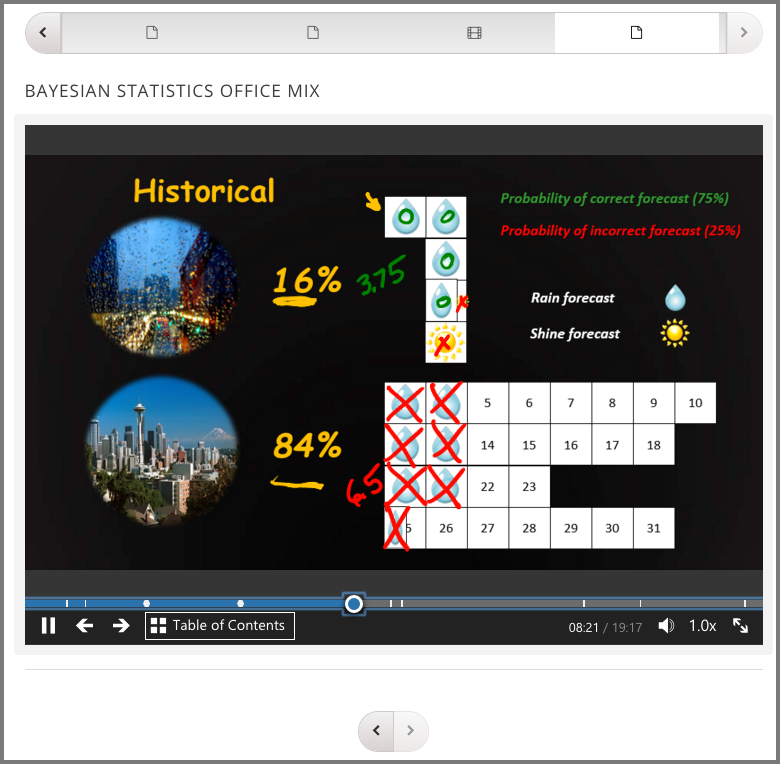 BAYESIAN STATISTICS OFFICE MIX
Historical
Probability of correct forecast (75%)
Probability of incorrect forecast (25%)
16%
3.75
Rain forecast
Shine forecast
84%
6.5
5 6 7 8 9 10
14 15 16 17 18
22 23
5 26 27 28 29 30 31
Table of Contents
08:21 / 19:17
1.0x